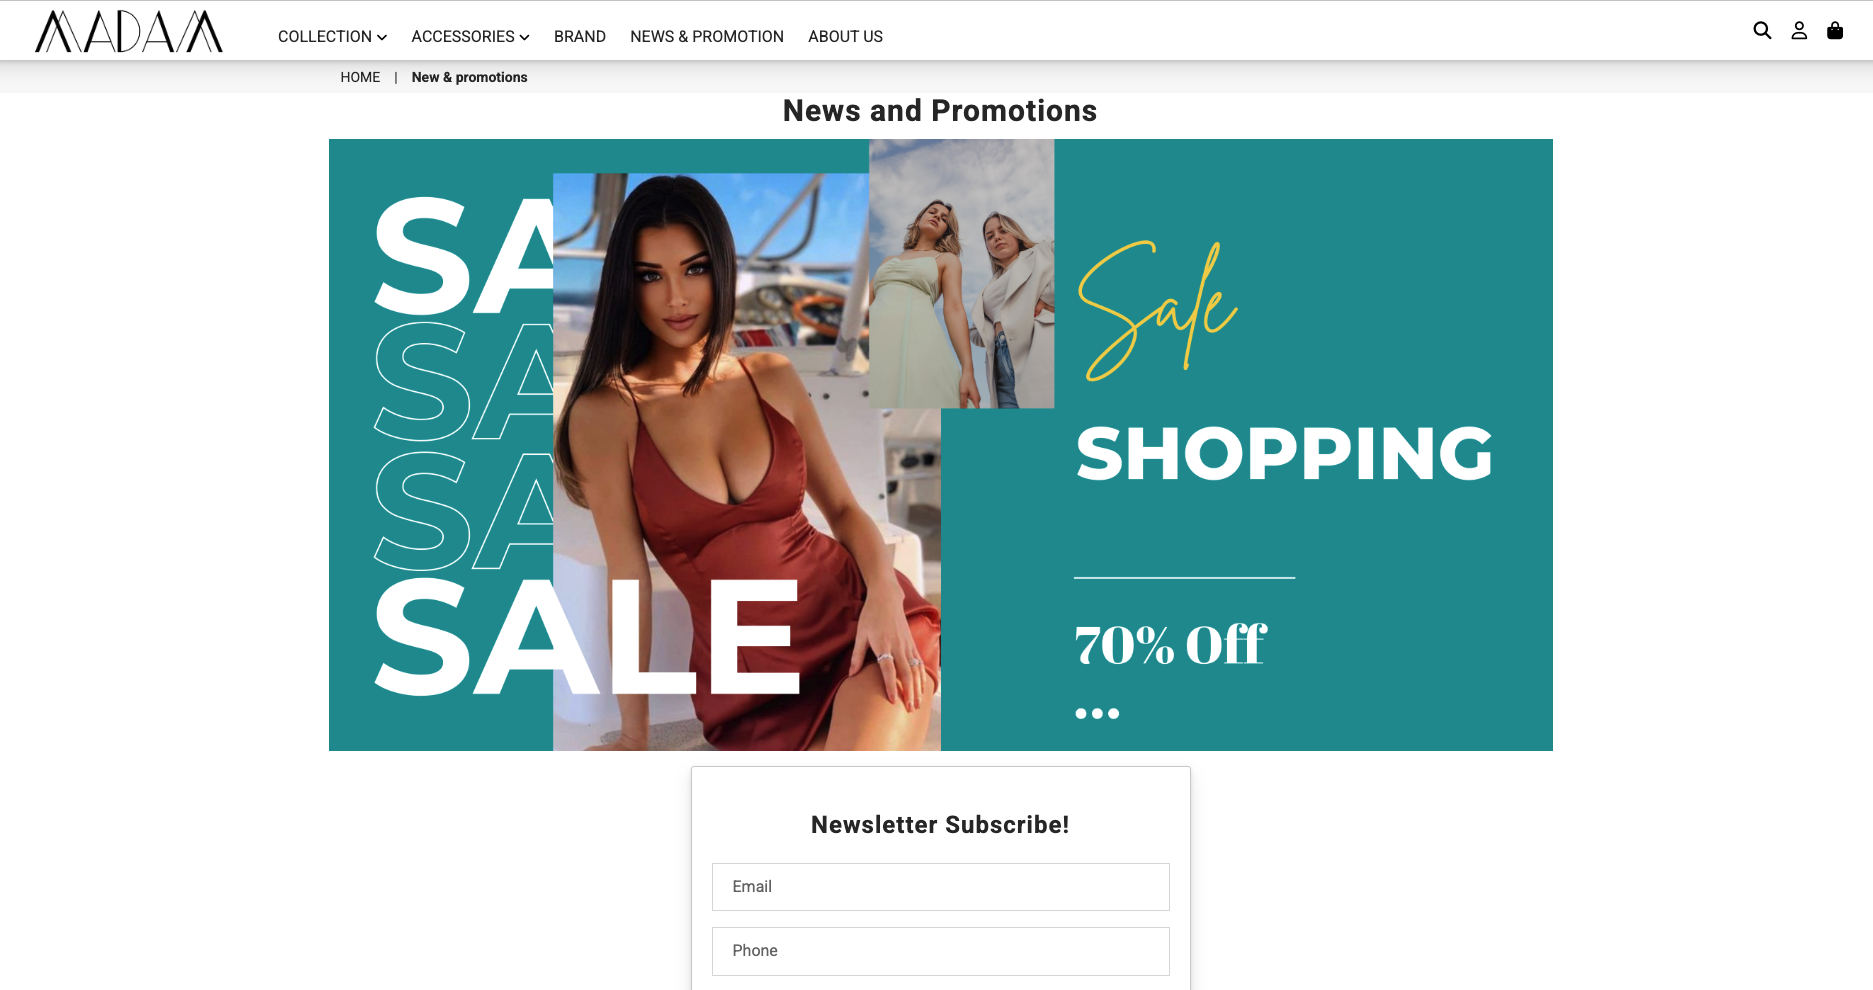 MADAM
COLLECTION
ACCESSORIES
BRAND
NEWS & PROMOTION
ABOUT US
HOME | New & promotions
News and Promotions
SA
SA
SA
SALE
Sale
SHOPPING
70% Off
Newsletter Subscribe!
Email
Phone